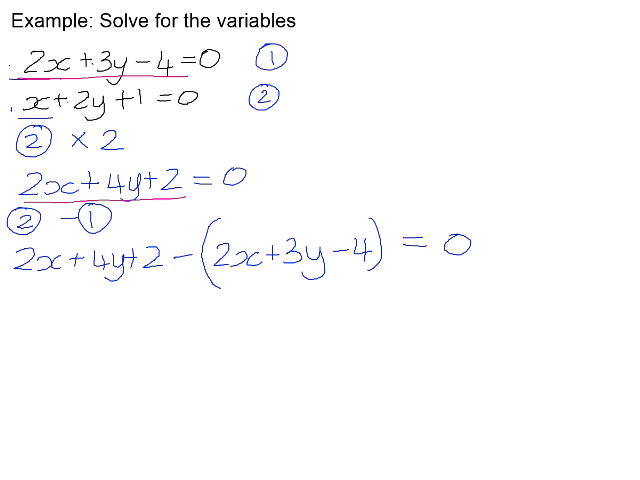 Example: Solve for the variables
2x + 3y - 4 = 0 ①
x + 2y + 1 = 0 ②
② × 2
2x + 4y + 2 = 0
② - ①
2x + 4y + 2 - (2x + 3y - 4) = 0